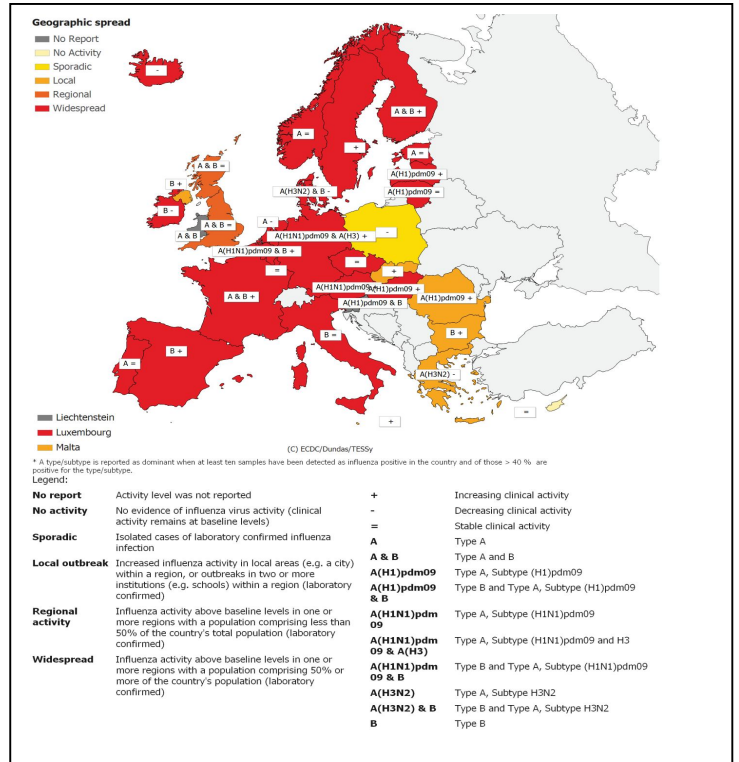 Geographic spread
No Report
No Activity
Sporadic
Local
Regional
Widespread
-
A & B +
A =
+
A =
A & B =
A(H1)pdm09 +
B +
A(H3N2) & B -
A(H1)pdm09 =
B -
A -
A & B =
A & B
A(H1N1)pdm09 & A(H3) +
-
A(H1N1)pdm09 & B +
=
=
+
A(H1N1)pdm09
A(H1)pdm09 +
A & B +
A(H1)pdm09 & B
A(H1)pdm09 +
B =
B +
B +
A =
-
A(H3N2) -
=
+
Liechtenstein
Luxembourg
Malta
(C) ECDC/Dundas/TESSy
* A type/subtype is reported as dominant when at least ten samples have been detected as influenza positive in the country and of those > 40 % are
positive for the type/subtype.
Legend:
No report Activity level was not reported
No activity No evidence of influenza virus activity (clinical
activity remains at baseline levels)
Sporadic Isolated cases of laboratory confirmed influenza
infection
Local outbreak Increased influenza activity in local areas (e.g. a city)
within a region, or outbreaks in two or more
institutions (e.g. schools) within a region (laboratory
confirmed)
Regional Influenza activity above baseline levels in one or
activity more regions with a population comprising less than
50% of the country's total population (laboratory
confirmed)
Widespread Influenza activity above baseline levels in one or
more regions with a population comprising 50% or
more of the country's population (laboratory
confirmed)
+ Increasing clinical activity
- Decreasing clinical activity
= Stable clinical activity
A Type A
A & B Type A and B
A(H1)pdm09 Type A, Subtype (H1)pdm09
A(H1)pdm09 Type B and Type A, Subtype (H1)pdm09
& B
A(H1N1)pdm Type A, Subtype (H1N1)pdm09
09
A(H1N1)pdm Type A, Subtype (H1N1)pdm09 and H3
09 & A(H3)
A(H1N1)pdm Type B and Type A, Subtype (H1N1)pdm09
09 & B
A(H3N2) Type A, Subtype H3N2
A(H3N2) & B Type B and Type A, Subtype H3N2
B Type B